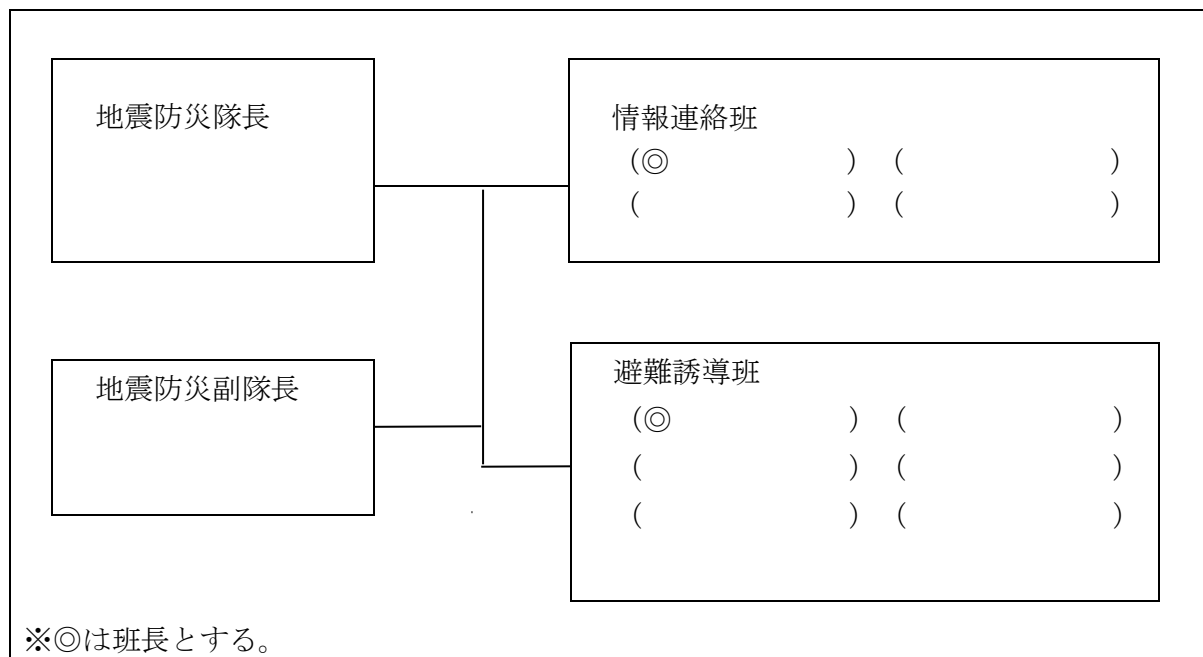 地震防災隊長
情報連絡班
(◎　　　　　) (　　　　　　)
(　　　　　　) (　　　　　　)
地震防災副隊長
避難誘導班
(◎　　　　　) (　　　　　　)
(　　　　　　) (　　　　　　)
(　　　　　　) (　　　　　　)
※◎は班長とする。